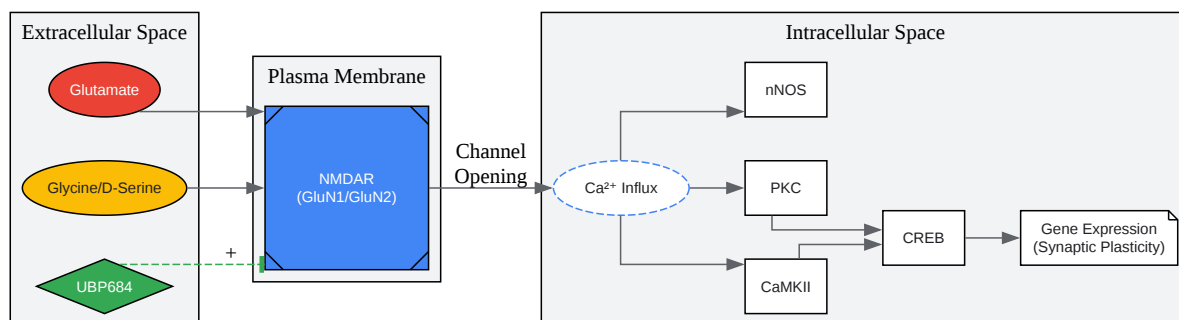 Extracellular Space
Glutamate
Glycine/D-Serine
UBP684
+
Plasma Membrane
NMDAR
(GluN1/GluN2)
Channel
Opening
Intracellular Space
Ca²⁺ Influx
nNOS
PKC
CaMKII
CREB
Gene Expression
(Synaptic Plasticity)